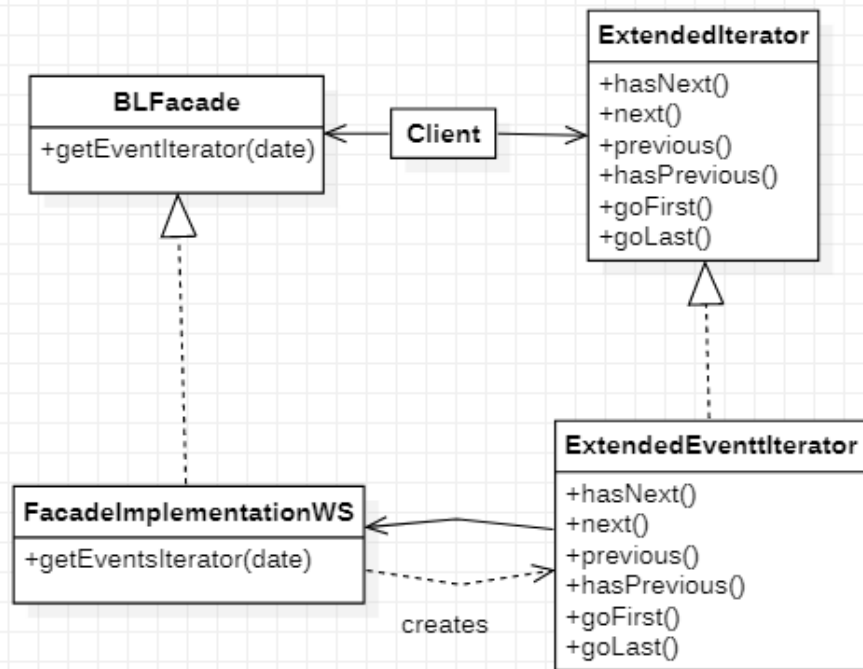 BLFacade
+getEventIterator(date)
Client
ExtendedIterator
+hasNext()
+next()
+previous()
+hasPrevious()
+goFirst()
+goLast()
FacadeImplementationWS
+getEventsIterator(date)
creates
ExtendedEventtIterator
+hasNext()
+next()
+previous()
+hasPrevious()
+goFirst()
+goLast()